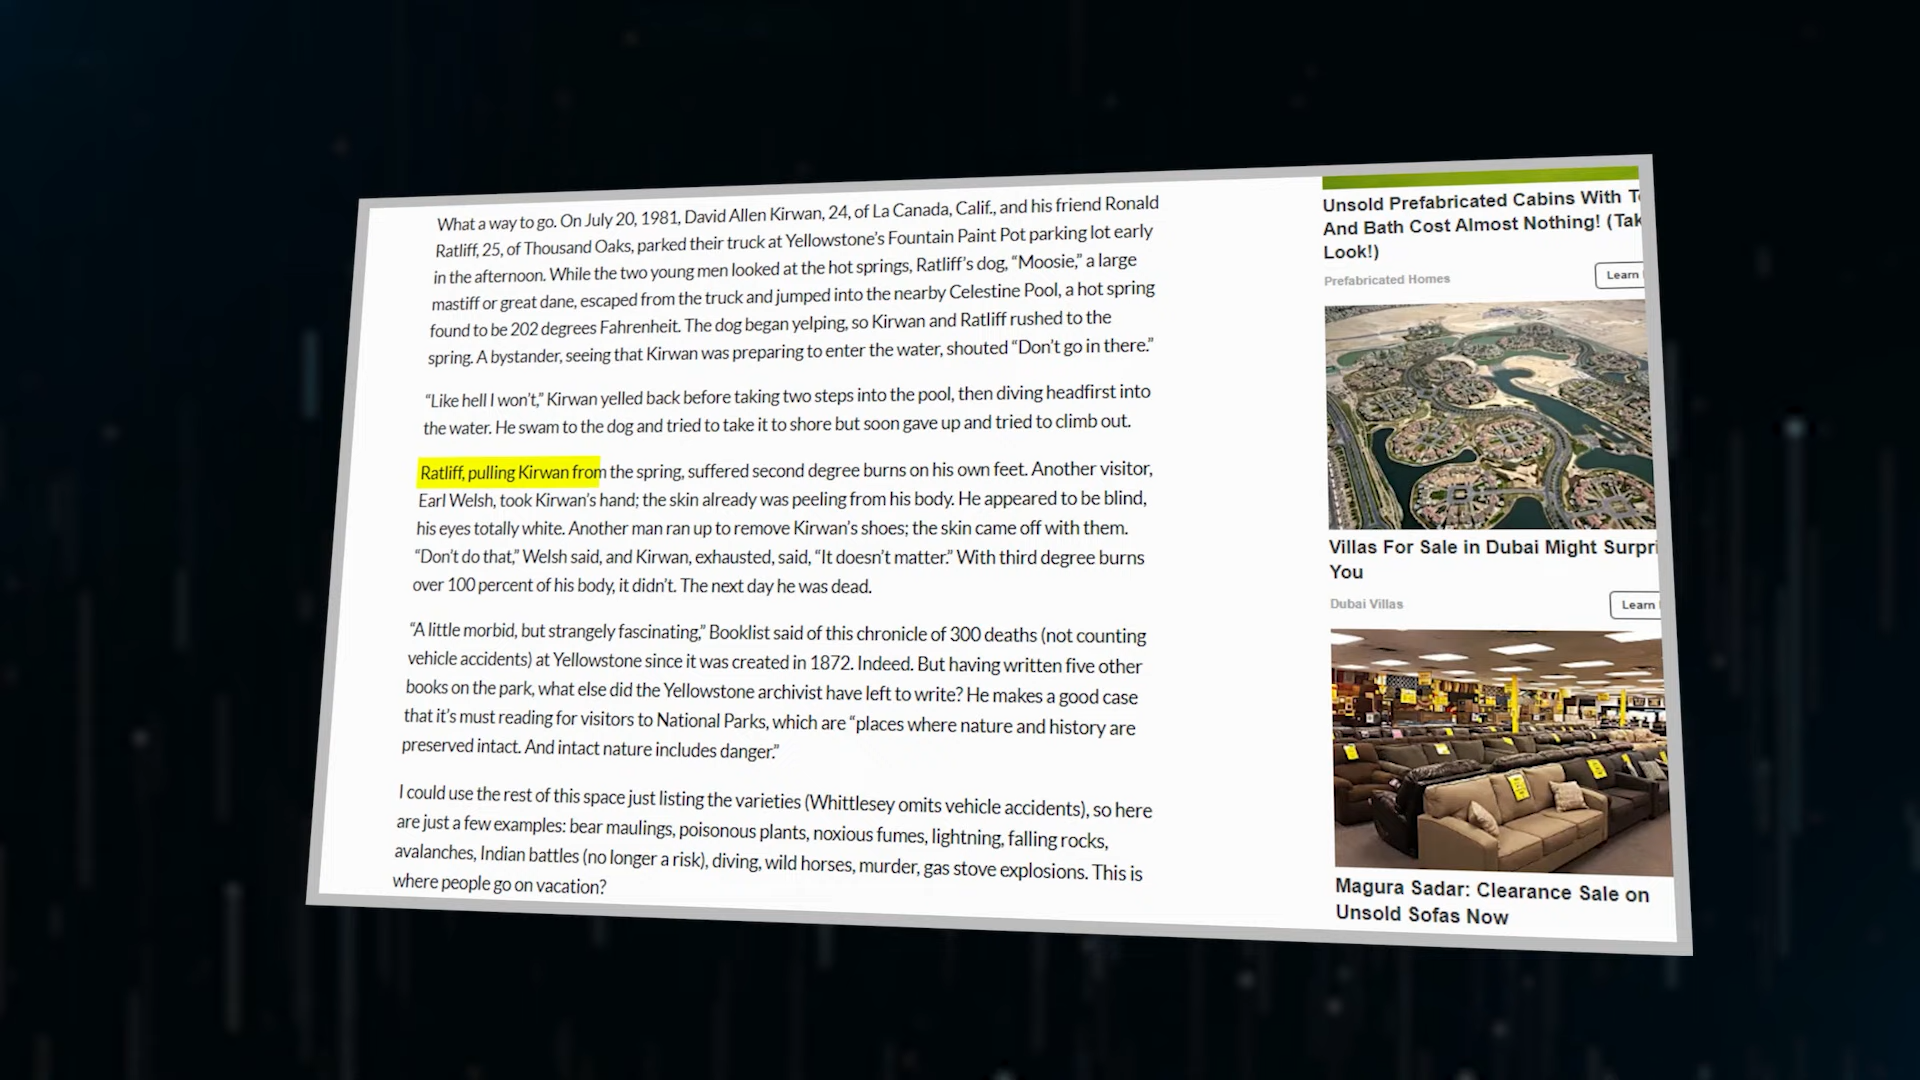 What a way to go. On July 20, 1981, David Allen Kirwan, 24, of La Canada, Calif., and his friend Ronald
Ratliff, 25, of Thousand Oaks, parked their truck at Yellowstone’s Fountain Paint Pot parking lot early
in the afternoon. While the two young men looked at the hot springs, Ratliff’s dog, “Moosie,” a large
mastiff or great dane, escaped from the truck and jumped into the nearby Celestine Pool, a hot spring
found to be 202 degrees Fahrenheit. The dog began yelping, so Kirwan and Ratliff rushed to the
spring. A bystander, seeing that Kirwan was preparing to enter the water, shouted “Don’t go in there.”
“Like hell I won’t,” Kirwan yelled back before taking two steps into the pool, then diving headfirst into
the water. He swam to the dog and tried to take it to shore but soon gave up and tried to climb out.
Ratliff, pulling Kirwan from the spring, suffered second degree burns on his own feet. Another visitor,
Earl Welsh, took Kirwan’s hand; the skin already was peeling from his body. He appeared to be blind,
his eyes totally white. Another man ran up to remove Kirwan’s shoes; the skin came off with them.
“Don’t do that,” Welsh said, and Kirwan, exhausted, said, “It doesn’t matter.” With third degree burns
over 100 percent of his body, it didn’t. The next day he was dead.
“A little morbid, but strangely fascinating,” Booklist said of this chronicle of 300 deaths (not counting
vehicle accidents) at Yellowstone since it was created in 1872. Indeed. But having written five other
books on the park, what else did the Yellowstone archivist have left to write? He makes a good case
that it’s must reading for visitors to National Parks, which are “places where nature and history are
preserved intact. And intact nature includes danger.”
I could use the rest of this space just listing the varieties (Whittlesey omits vehicle accidents), so here
are just a few examples: bear maulings, poisonous plants, noxious fumes, lightning, falling rocks,
avalanches, Indian battles (no longer a risk), diving, wild horses, murder, gas stove explosions. This is
where people go on vacation?
Unsold Prefabricated Cabins With T
And Bath Cost Almost Nothing! (Tak
Look!)
Prefabricated Homes
Learn
Villas For Sale in Dubai Might Surpri
You
Dubai Villas
Learn
Magura Sadar: Clearance Sale on
Unsold Sofas Now